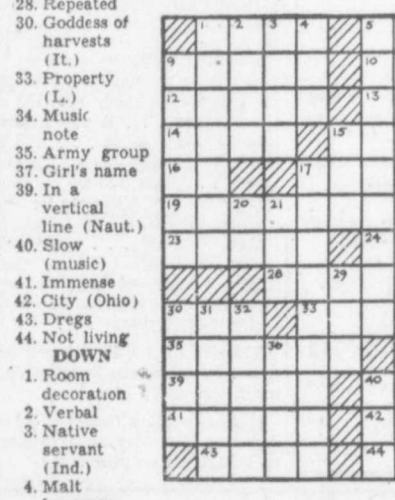 28. Repeated
30. Goddess of
harvests
(It.)
33. Property
(L.)
34. Music
note
35. Army group
37. Girl's name
39. In a
vertical
line (Naut.)
40. Slow
(music)
41. Immense
42. City (Ohio)
43. Dregs
44. Not living
DOWN
1. Room
decoration
2. Verbal
3. Native
servant
(Ind.)
4. Malt
1 2 3 4 5
9 10
12 13
14 15
16 17
19 20 21
23 24
28 29
30 31 32 33
35 36
39 40
41 42
43 44